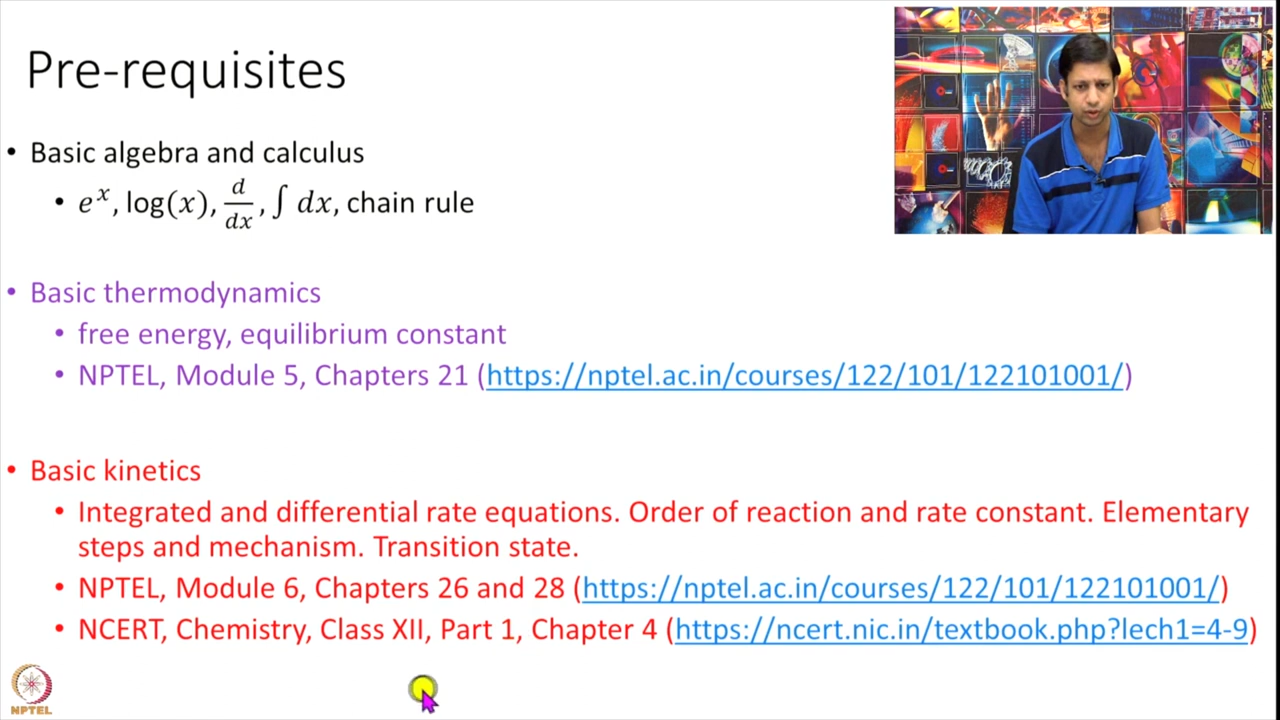 Pre-requisites
• Basic algebra and calculus
• e^x, log(x), d/dx, ∫ dx, chain rule
• Basic thermodynamics
• free energy, equilibrium constant
• NPTEL, Module 5, Chapters 21 (https://nptel.ac.in/courses/122/101/122101001/)
• Basic kinetics
• Integrated and differential rate equations. Order of reaction and rate constant. Elementary
steps and mechanism. Transition state.
• NPTEL, Module 6, Chapters 26 and 28 (https://nptel.ac.in/courses/122/101/122101001/)
• NCERT, Chemistry, Class XII, Part 1, Chapter 4 (https://ncert.nic.in/textbook.php?lech1=4-9)
NPTEL